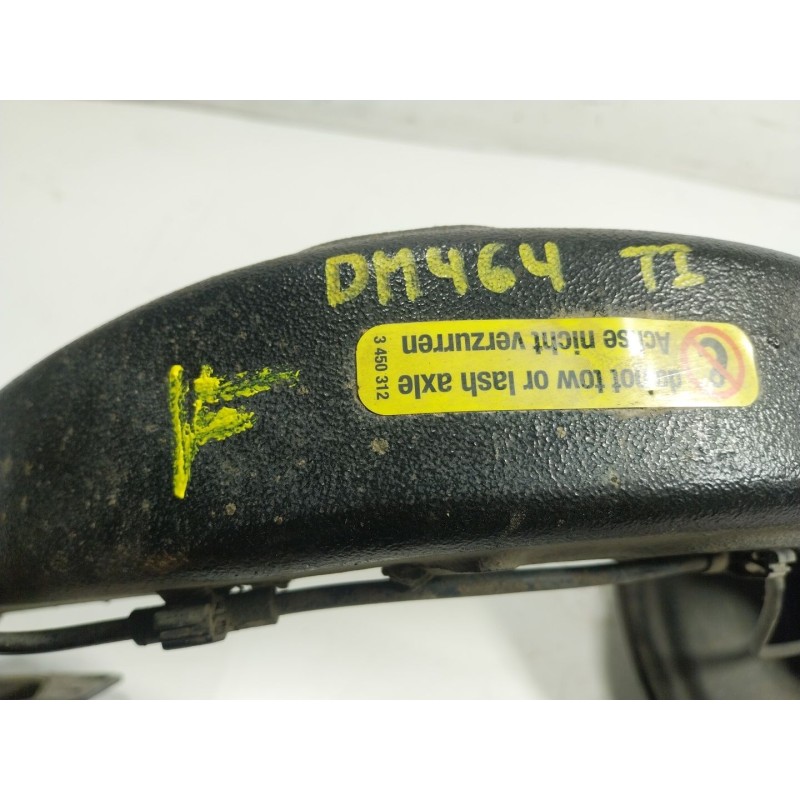 DM464 TI
F
do not tow or lash axle
Achse nicht verzurren
3 450 312